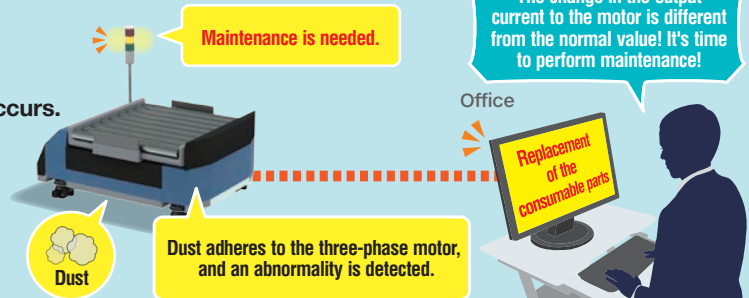 The change in the output
current to the motor is different
from the normal value! It's time
to perform maintenance!
Maintenance is needed.
ccurs.
Office
Replacement
of the
consumable parts
Dust adheres to the three-phase motor,
and an abnormality is detected.
Dust